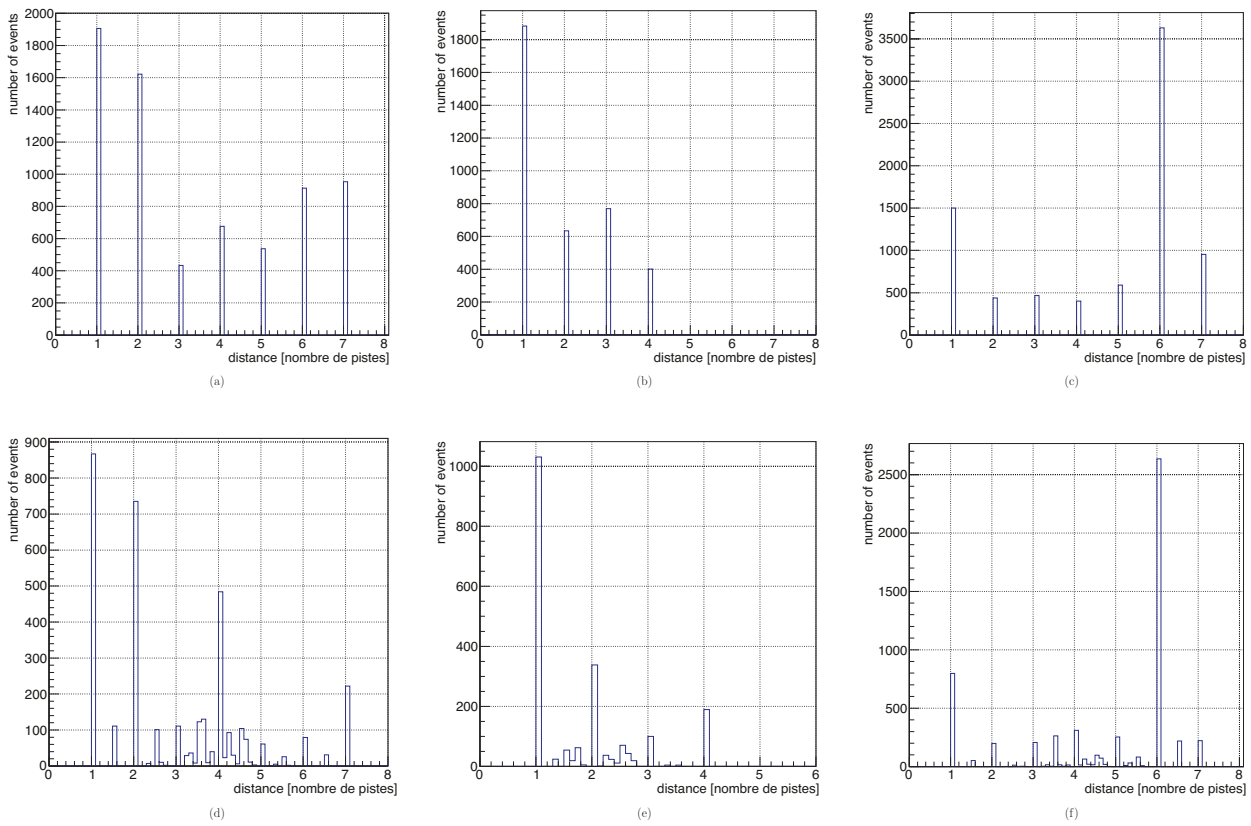 number of events
2000
1800
1600
1400
1200
1000
800
600
400
200
0
0 1 2 3 4 5 6 7 8
distance [nombre de pistes]
(a)
number of events
1800
1600
1400
1200
1000
800
600
400
200
0
0 1 2 3 4 5 6 7 8
distance [nombre de pistes]
(b)
number of events
3500
3000
2500
2000
1500
1000
500
0
0 1 2 3 4 5 6 7 8
distance [nombre de pistes]
(c)
number of events
900
800
700
600
500
400
300
200
100
0
0 1 2 3 4 5 6 7 8
distance [nombre de pistes]
(d)
number of events
1000
800
600
400
200
0
0 1 2 3 4 5 6
distance [nombre de pistes]
(e)
number of events
2500
2000
1500
1000
500
0
0 1 2 3 4 5 6 7 8
distance [nombre de pistes]
(f)